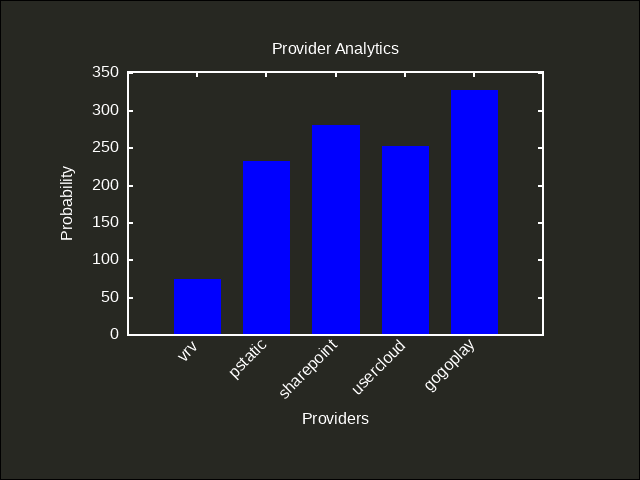 Provider Analytics
350
300
250
200
150
100
50
0
Probability
vrv
pstatic
sharepoint
usercloud
gogoplay
Providers